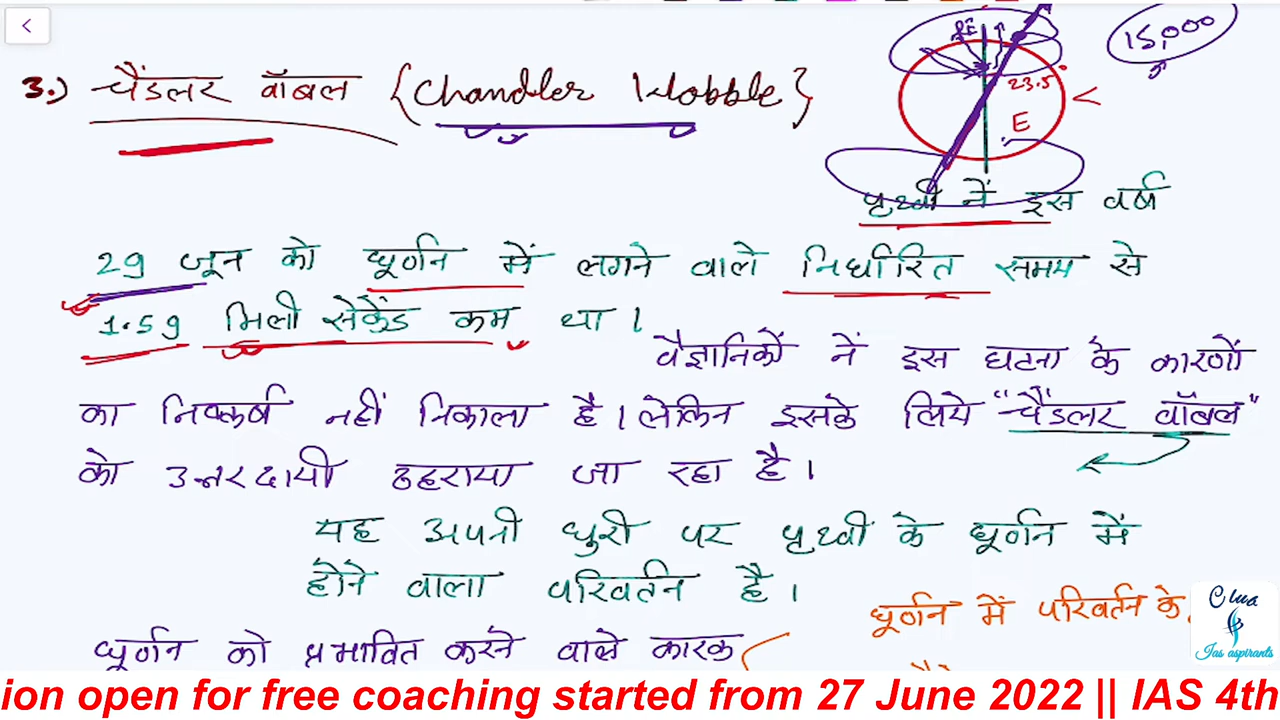 15,000
23.5°
E
3.) चैंडलर वॉबल {Chandler Wobble}
पृथ्वी नें इस वर्ष
29 जून को घूर्णन में लगने वाले निर्धारित समय से
1.59 मिली सेकैंड कम था।
वैज्ञानिकों ने इस घटना के कारणों
का निष्कर्ष नहीं निकाला है। लेकिन इसके लिये "चैंडलर वॉबल"
को उत्तरदायी ठहराया जा रहा है।
यह अपनी धुरी पर पृथ्वी के घूर्णन में
होने वाला परिवर्तन है।
घूर्णन में परिवर्तन के
घूर्णन को प्रभावित करने वाले कारक
Clua
Ias aspirants
ion open for free coaching started from 27 June 2022 || IAS 4th